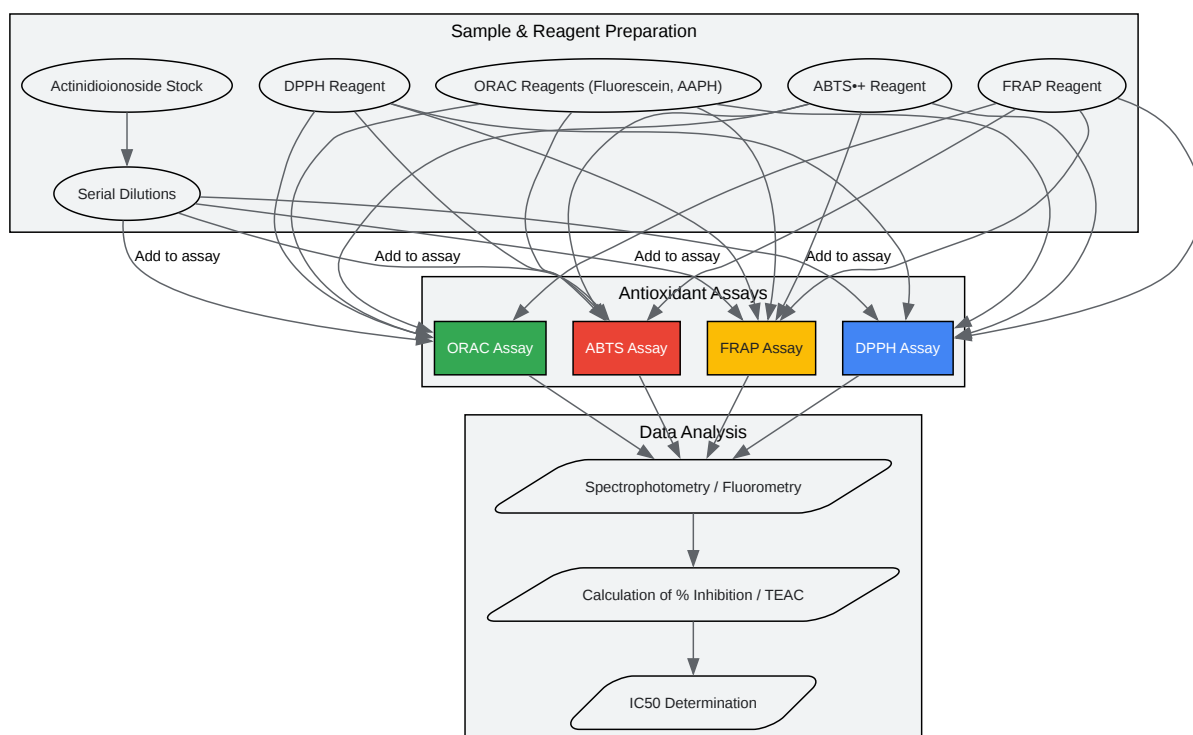 Sample & Reagent Preparation
Actinidioionoside Stock
DPPH Reagent
ORAC Reagents (Fluorescein, AAPH)
ABTS•+ Reagent
FRAP Reagent
Serial Dilutions
Add to assay
Add to assay
Add to assay
Add to assay
Antioxidant Assays
ORAC Assay
ABTS Assay
FRAP Assay
DPPH Assay
Data Analysis
Spectrophotometry / Fluorometry
Calculation of % Inhibition / TEAC
IC50 Determination